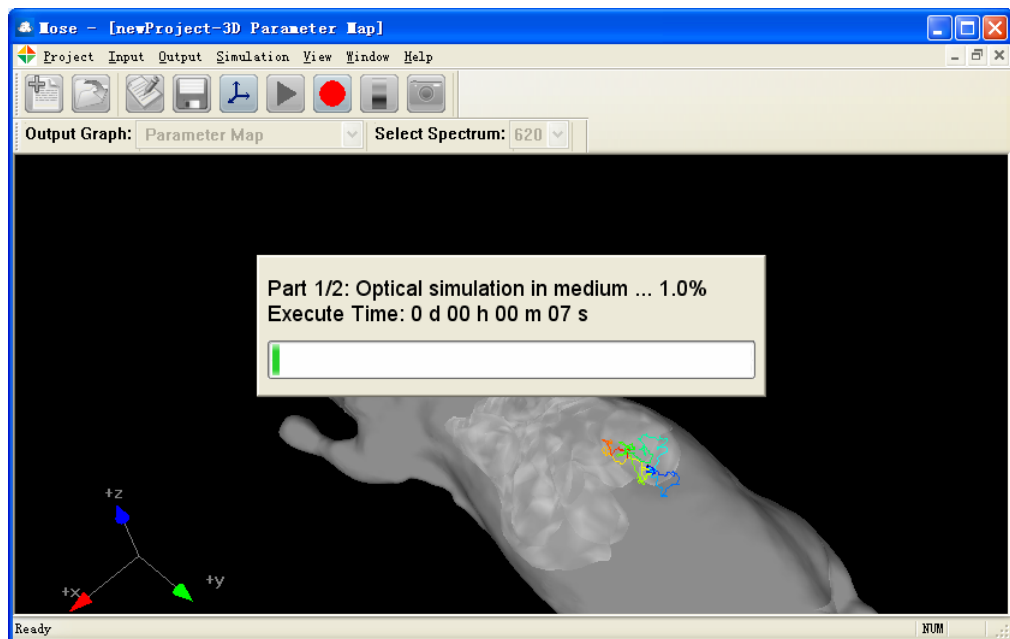 Mose - [newProject-3D Parameter Map]
Project Input Output Simulation View Window Help
Output Graph: Parameter Map Select Spectrum: 620
Part 1/2: Optical simulation in medium ... 1.0%
Execute Time: 0 d 00 h 00 m 07 s
+z
+y
+x
Ready NUM